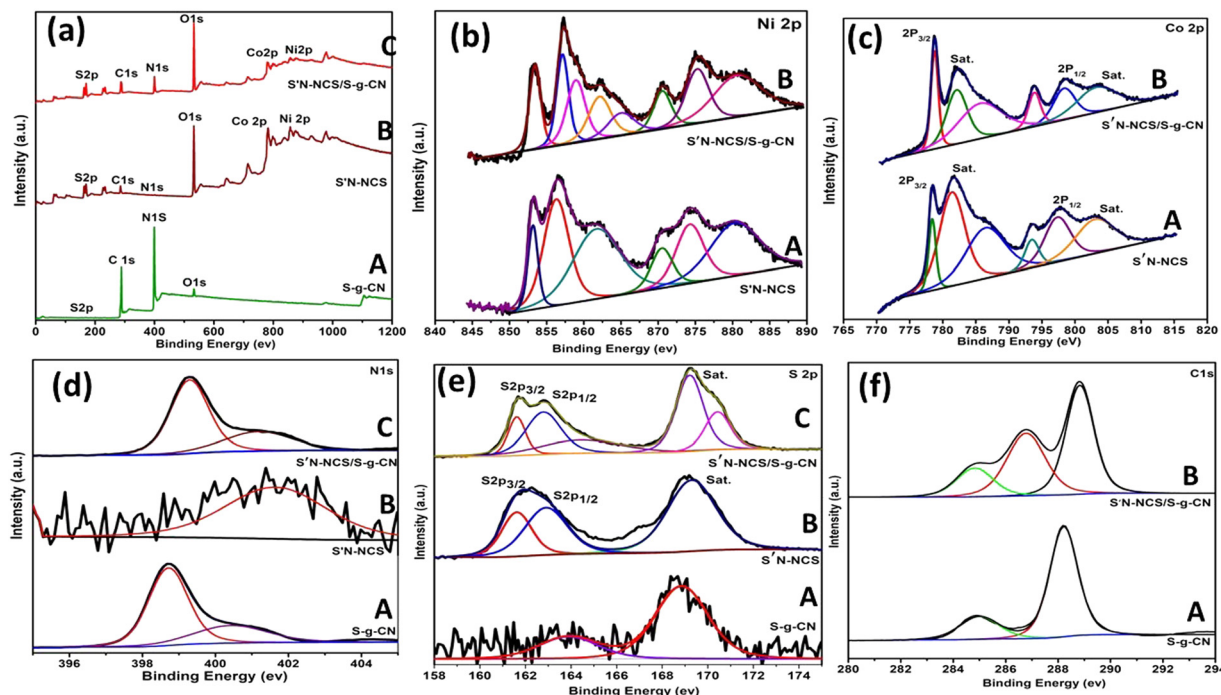 (a)
O1s
C
Co2p
Ni2p
N1s
C1s
S2p
S'N-NCS/S-g-CN
O1s
B
Co 2p
Ni 2p
S2p
C1s
N1s
S'N-NCS
N1S
C 1s
A
O1s
S2p
S-g-CN
Intensity (a.u.)
0 200 400 600 800 1000 1200
Binding Energy (ev)
(b)
Ni 2p
B
S'N-NCS/S-g-CN
A
S'N-NCS
Intensity (a.u.)
840 845 850 855 860 865 870 875 880 885 890
Binding Energy (ev)
(c)
Co 2p
2P3/2
Sat.
B
2P1/2
Sat.
S'N-NCS/S-g-CN
2P3/2
Sat.
A
2P1/2
Sat.
S'N-NCS
Intensity (a.u.)
765 770 775 780 785 790 795 800 805 810 815 820
Binding Energy (eV)
(d)
N1s
C
S'N-NCS/S-g-CN
B
S'N-NCS
A
S-g-CN
Intensity (a.u.)
396 398 400 402 404
Binding Energy (ev)
(e)
S 2p
S2p3/2
S2p1/2
Sat.
C
S'N-NCS/S-g-CN
S2p3/2
S2p1/2
Sat.
B
S'N-NCS
A
S-g-CN
Intensity (a.u.)
158 160 162 164 166 168 170 172 174
Binding Energy (ev)
(f)
C1s
B
S'N-NCS/S-g-CN
A
S-g-CN
Intensity (a.u.)
280 282 284 286 288 290 292 294
Binding Energy (ev)